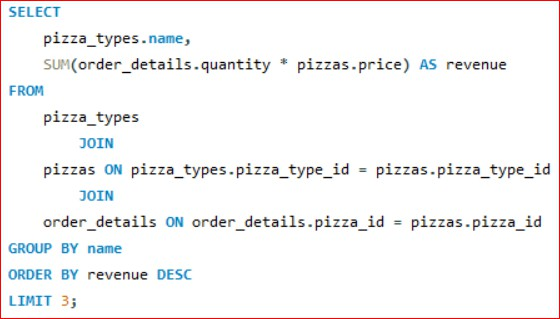 SELECT
pizza_types.name,
SUM(order_details.quantity * pizzas.price) AS revenue
FROM
pizza_types
JOIN
pizzas ON pizza_types.pizza_type_id = pizzas.pizza_type_id
JOIN
order_details ON order_details.pizza_id = pizzas.pizza_id
GROUP BY name
ORDER BY revenue DESC
LIMIT 3;